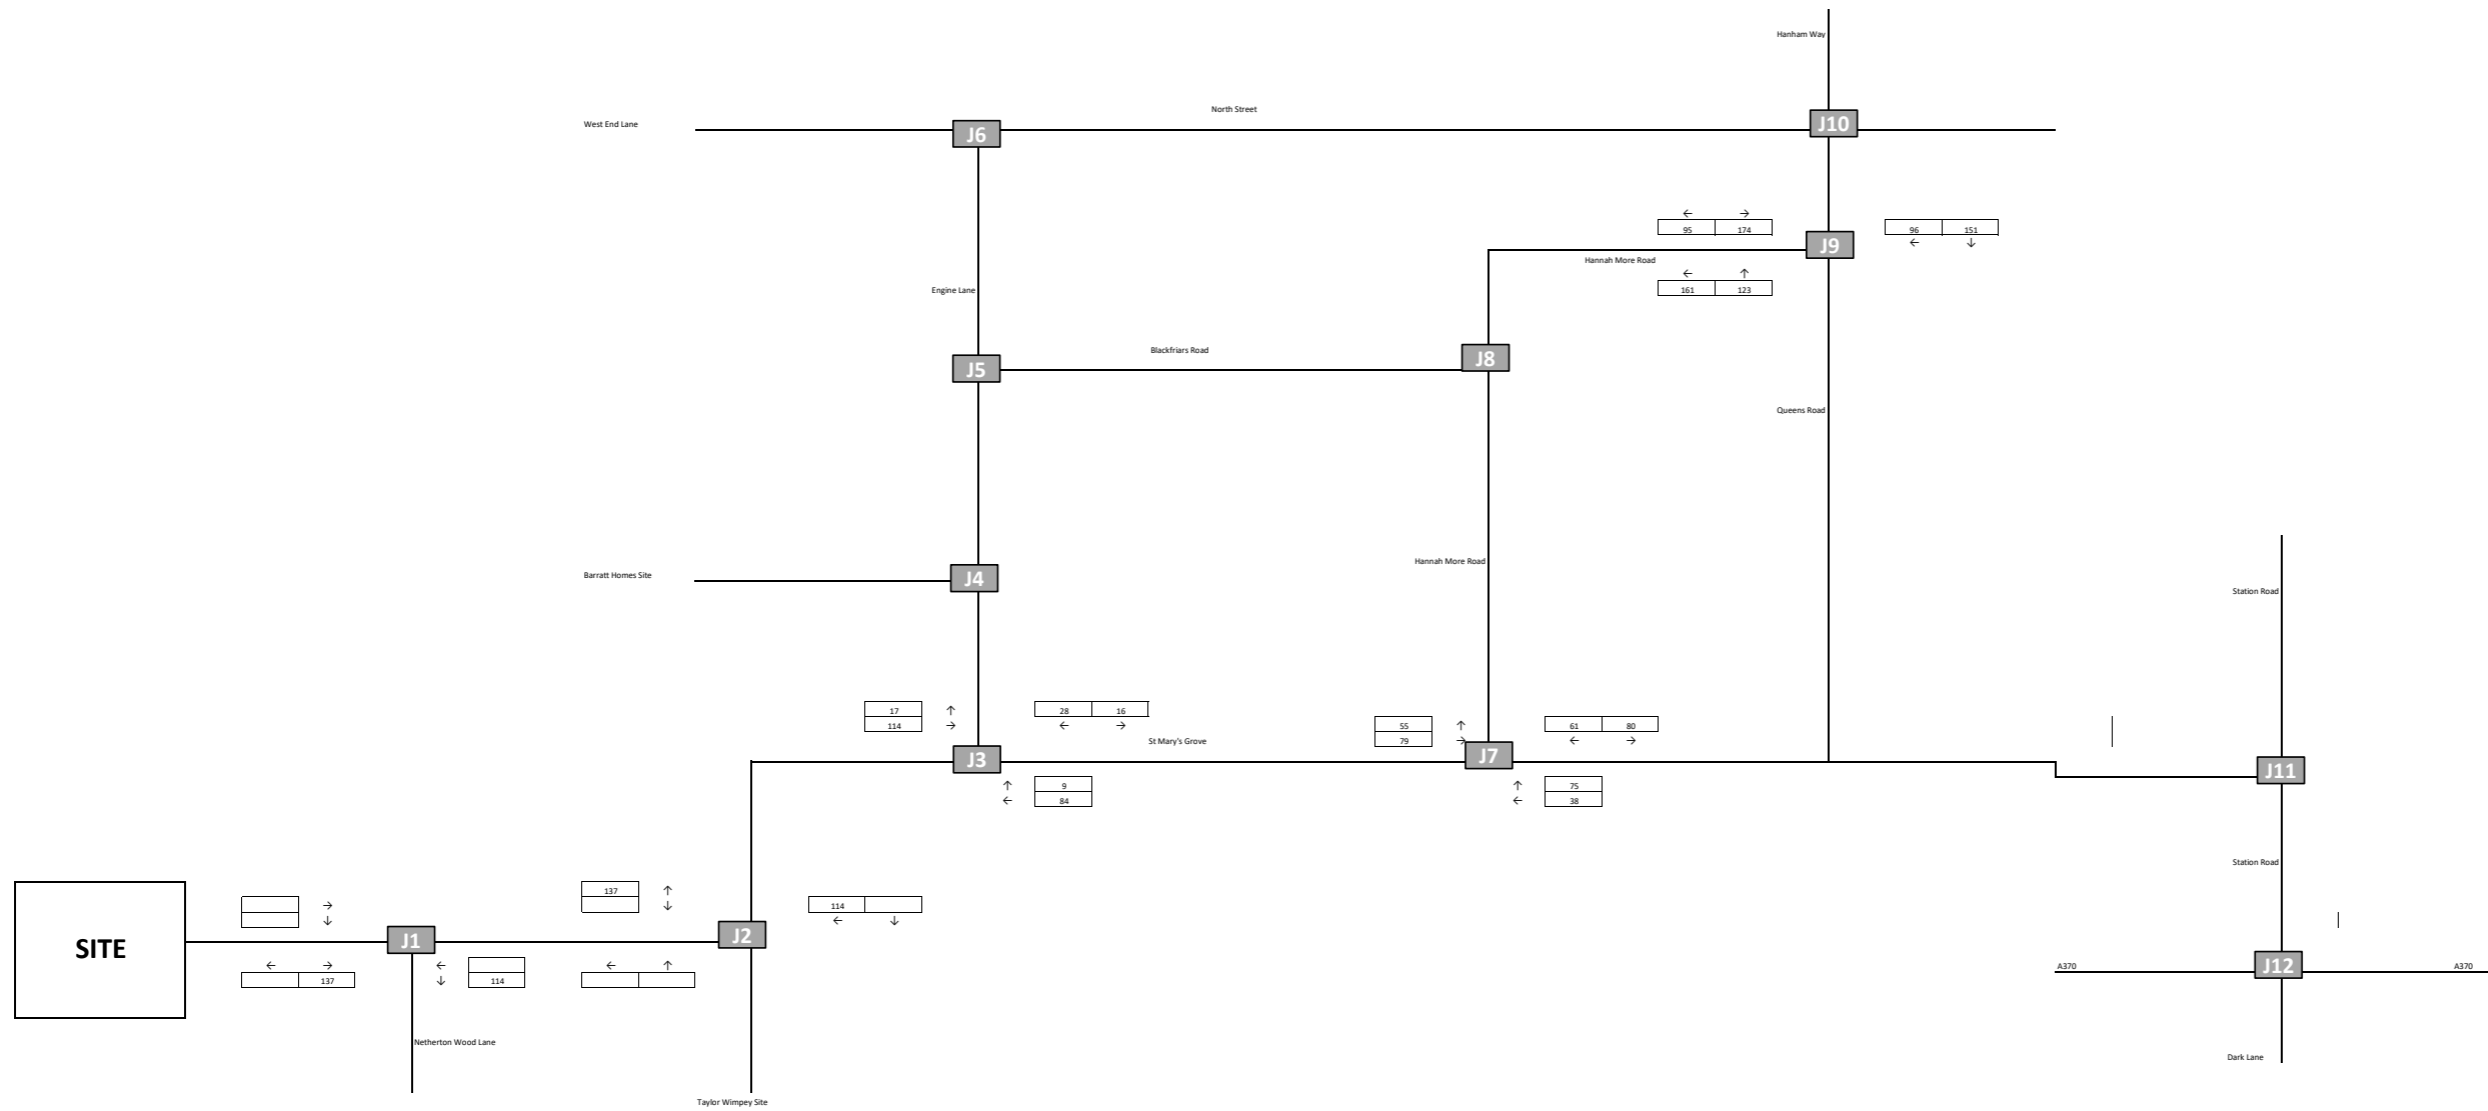 Hanham Way
North Street
West End Lane
J6
J10
← →
95 174
96 151
← ↓
J9
Hannah More Road
← ↑
161 123
Engine Lane
Blackfriars Road
J8
J5
Queens Road
Hannah More Road
Barratt Homes Site
J4
Station Road
17 ↑
114 →
28 16
← →
55 ↑
79 →
61 80
← →
St Mary's Grove
J3
J7
J11
↑ 9
← 84
↑ 75
← 38
Station Road
137 ↑
↓
→
↓
114
← ↓
SITE
J1
J2
← →
137
←
↓ 114
← ↑
A370
J12
A370
Netherton Wood Lane
Dark Lane
Taylor Wimpey Site